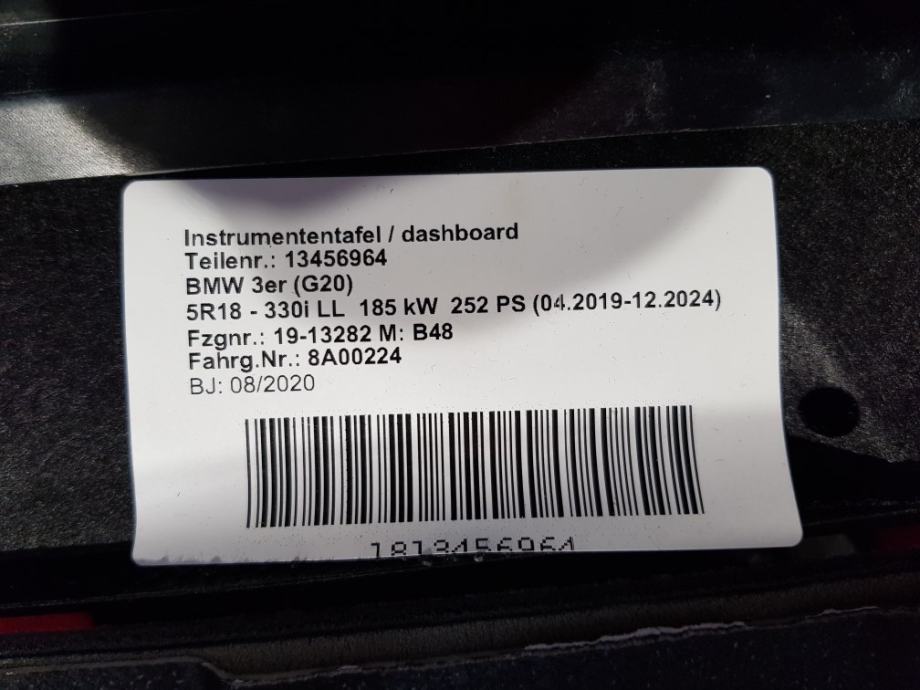 Instrumententafel / dashboard
Teilenr.: 13456964
BMW 3er (G20)
5R18 - 330i LL 185 kW 252 PS (04.2019-12.2024)
Fzgnr.: 19-13282 M: B48
Fahrg.Nr.: 8A00224
BJ: 08/2020
1813456964